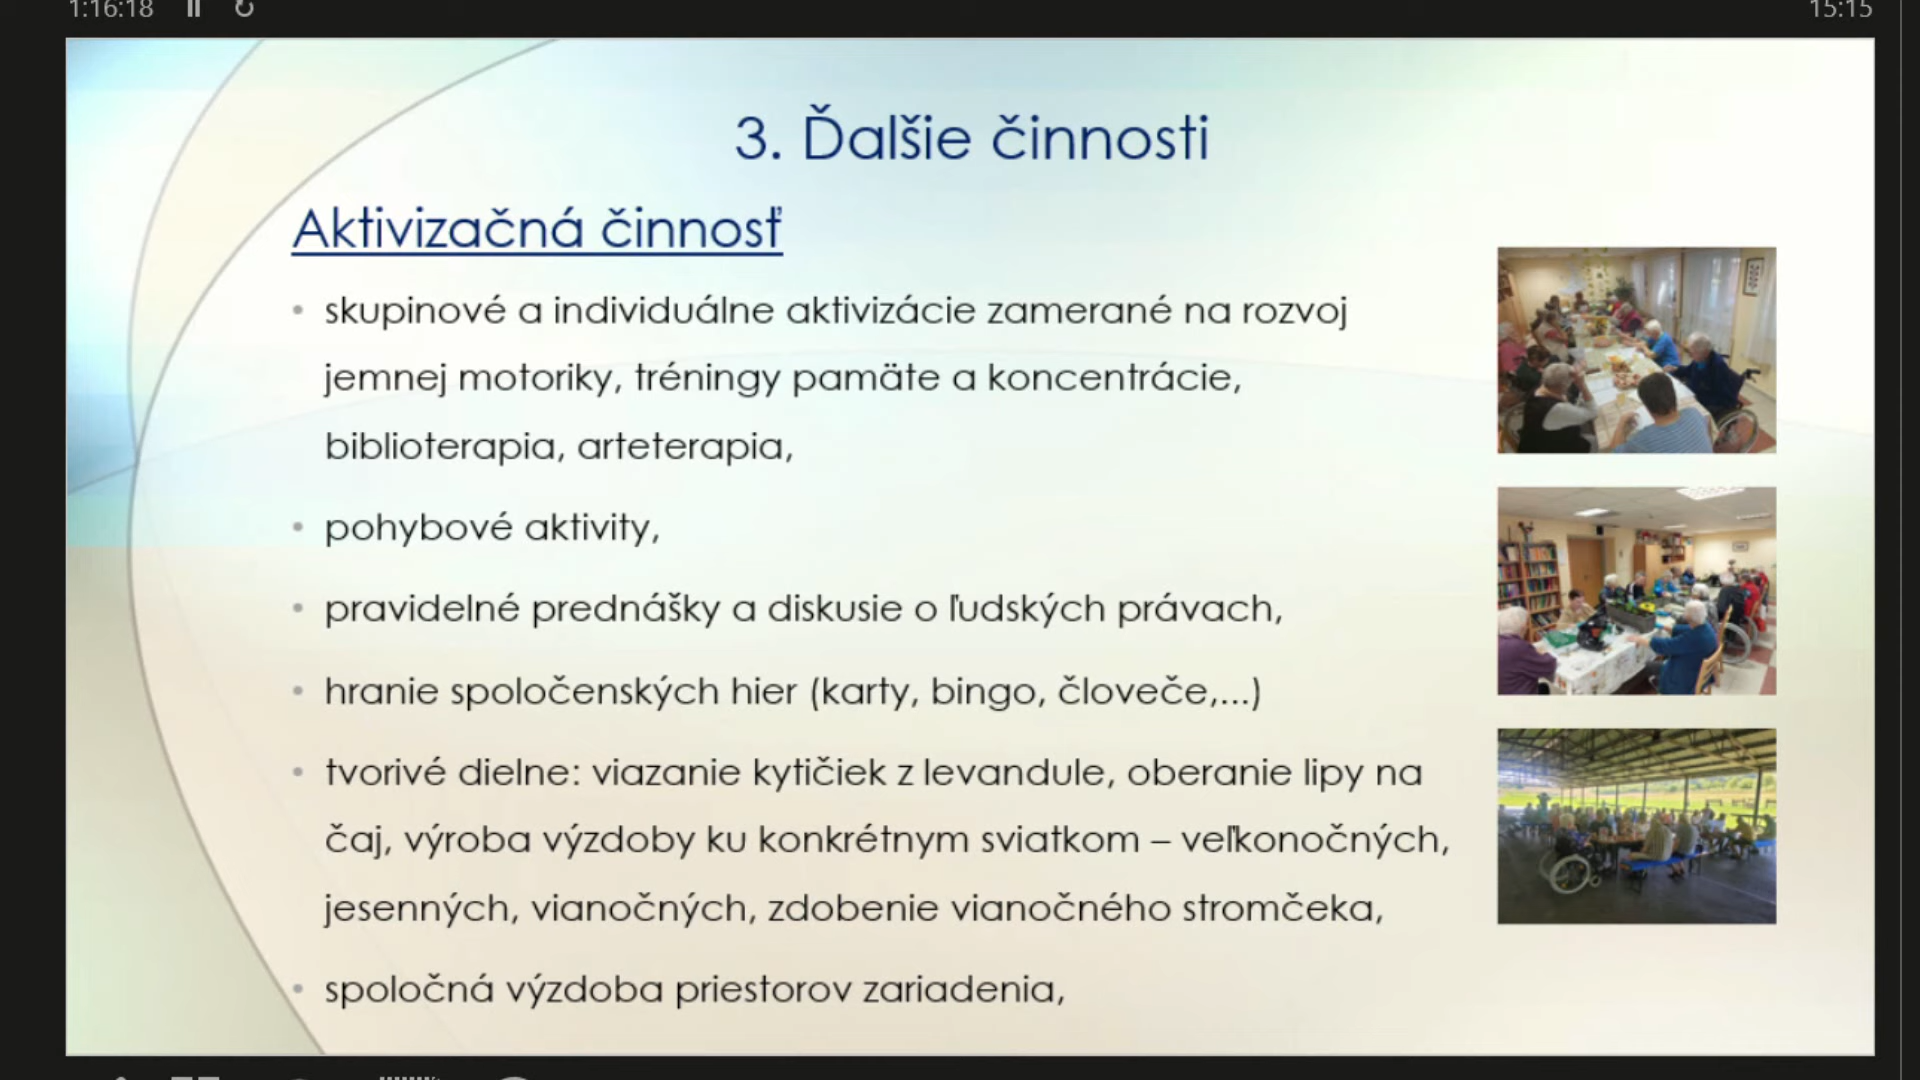 1:16:18
15:15
3. Ďalšie činnosti
Aktivizačná činnosť
• skupinové a individuálne aktivizácie zamerané na rozvoj
jemnej motoriky, tréningy pamäte a koncentrácie,
biblioterapia, arteterapia,
• pohybové aktivity,
• pravidelné prednášky a diskusie o ľudských právach,
• hranie spoločenských hier (karty, bingo, človeče,...)
• tvorivé dielne: viazanie kytičiek z levandule, oberanie lipy na
čaj, výroba výzdoby ku konkrétnym sviatkom – veľkonočných,
jesenných, vianočných, zdobenie vianočného stromčeka,
• spoločná výzdoba priestorov zariadenia,